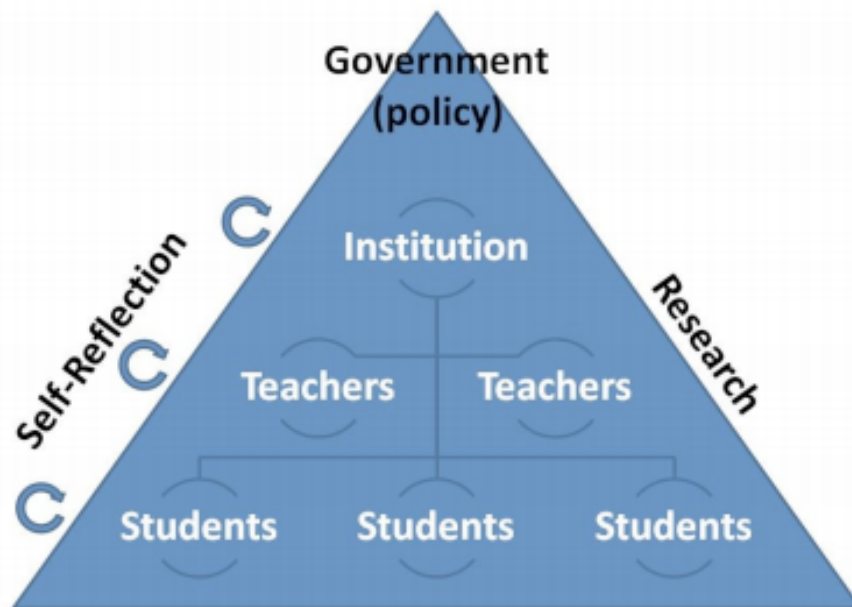 Government
(policy)
Institution
Self-Reflection
Research
Teachers Teachers
Students Students Students